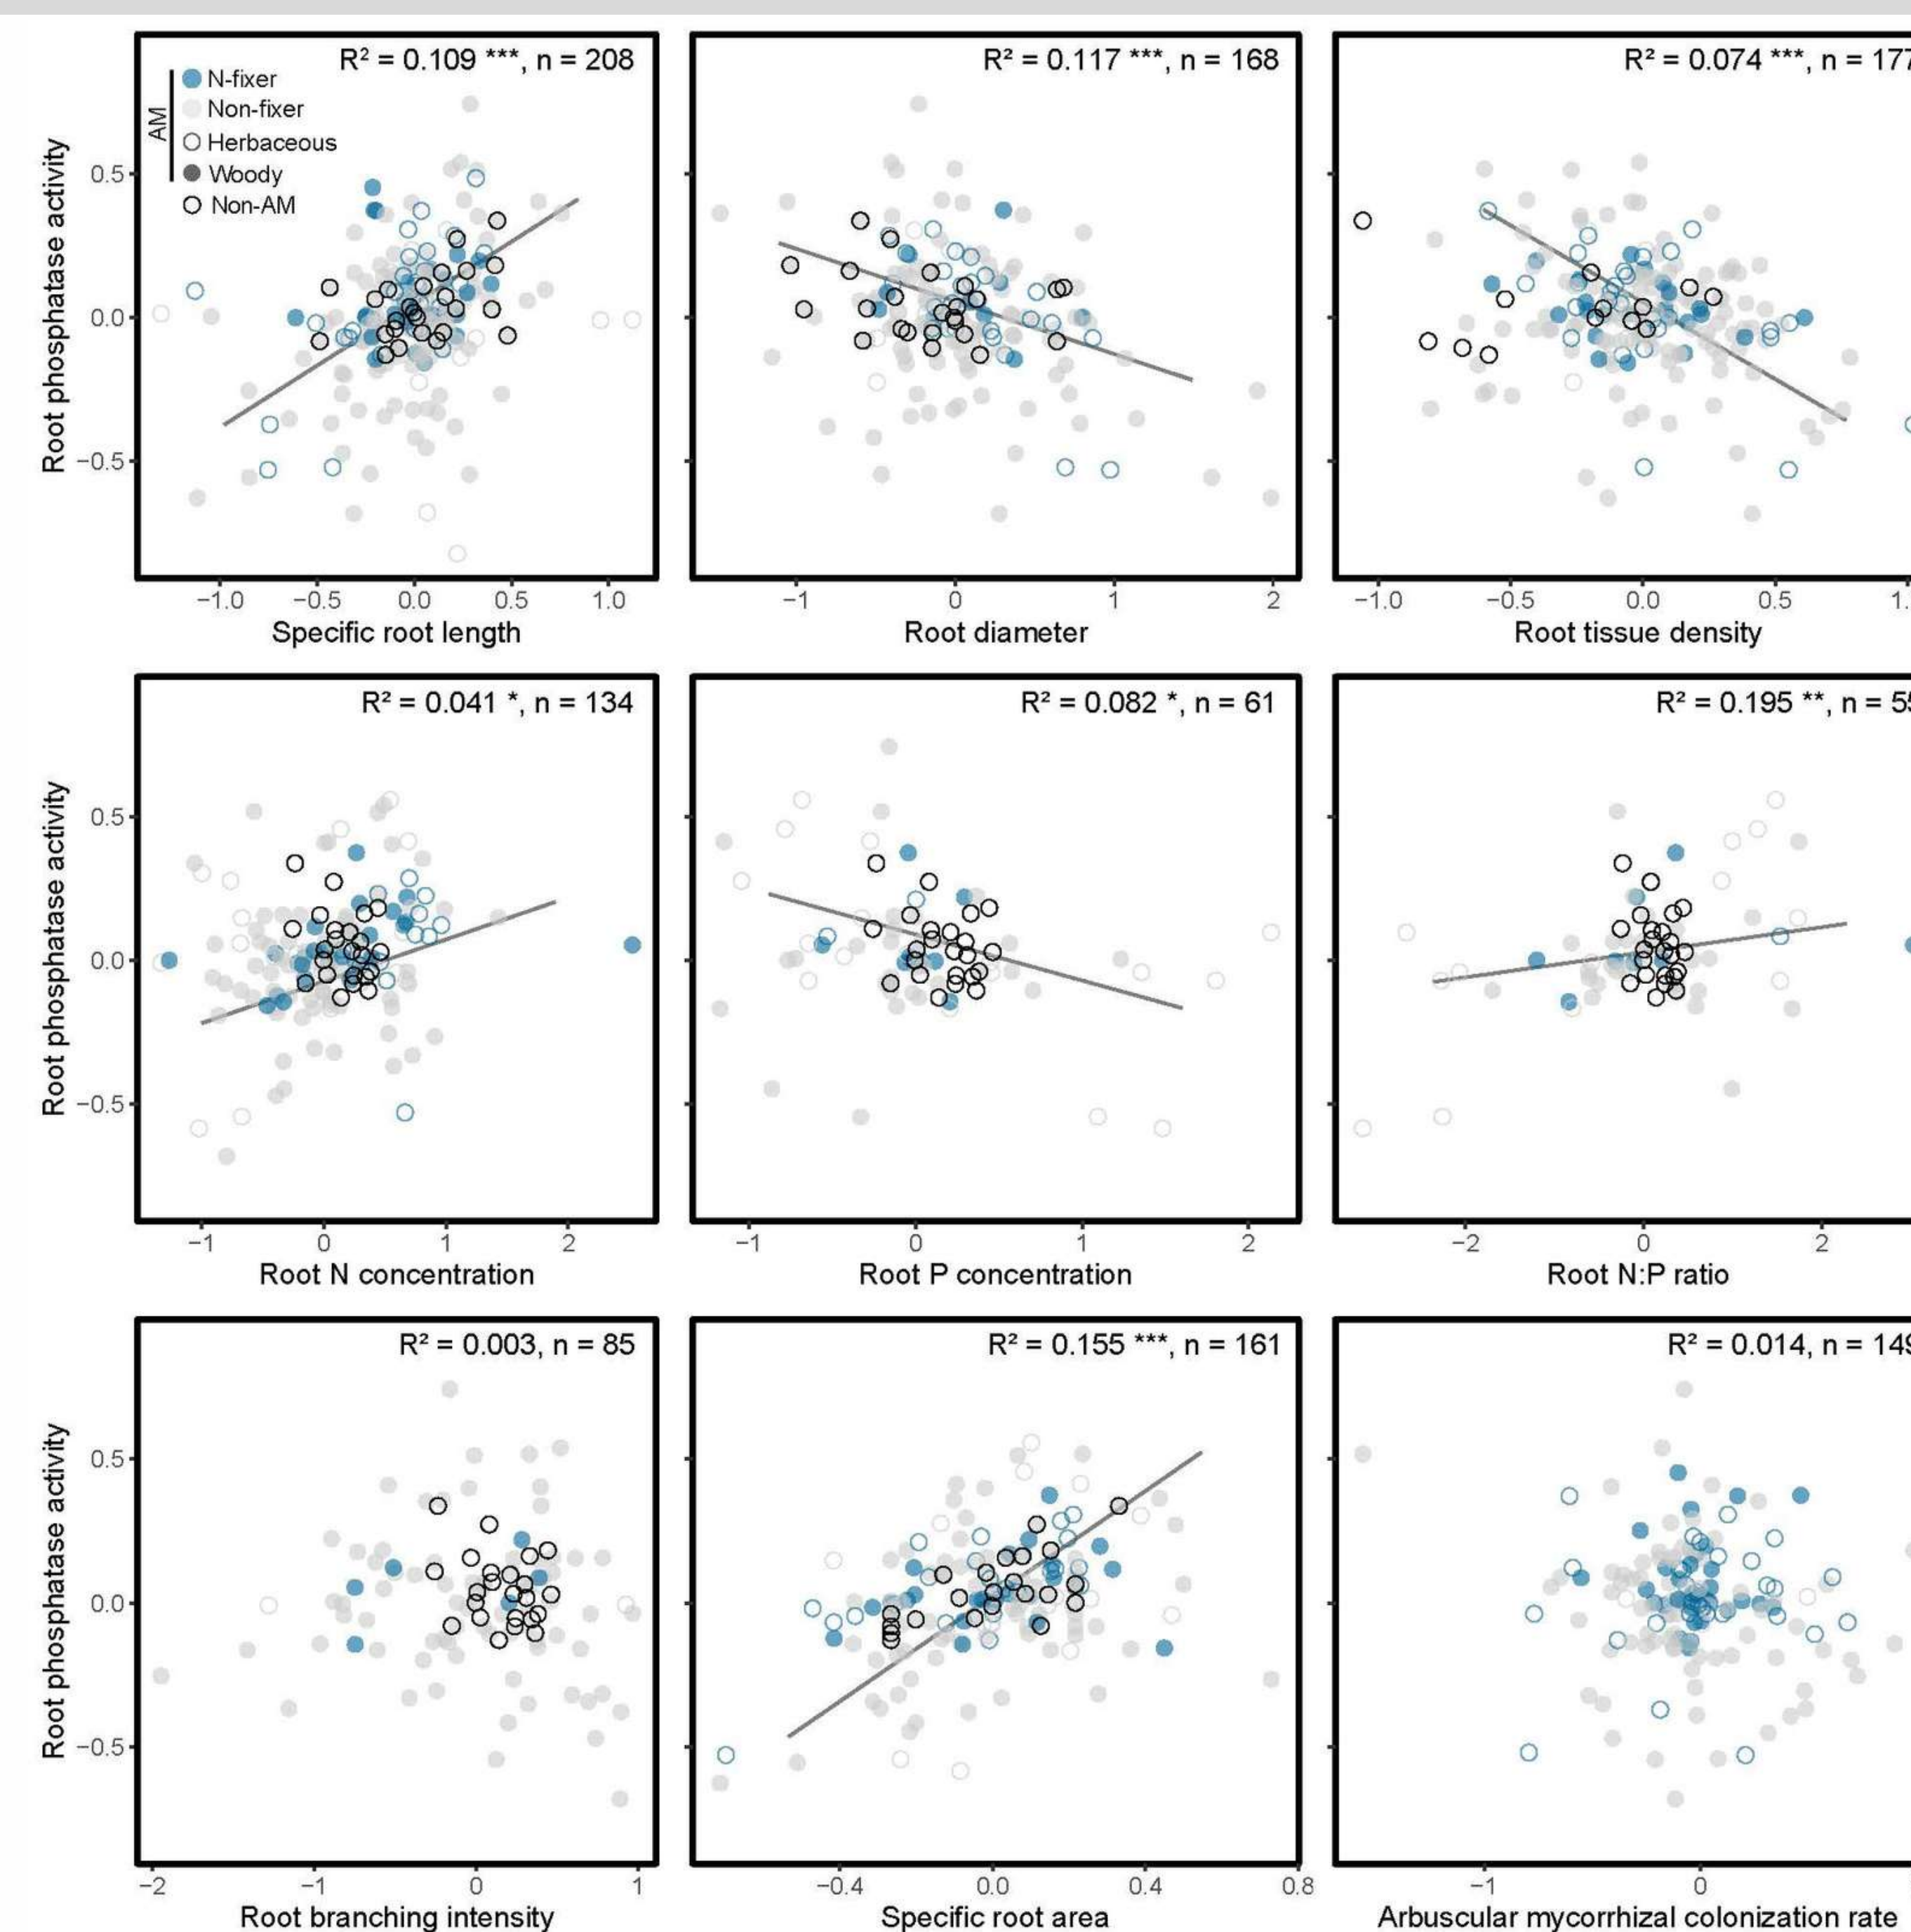 R² = 0.109 ***, n = 208
R² = 0.117 ***, n = 168
R² = 0.074 ***, n = 177
AM
N-fixer
Non-fixer
Herbaceous
Woody
Non-AM
Root phosphatase activity
0.5
0.0
−0.5
−1.0 −0.5 0.0 0.5 1.0
−1 0 1 2
−1.0 −0.5 0.0 0.5 1.
Specific root length
Root diameter
Root tissue density
R² = 0.041 *, n = 134
R² = 0.082 *, n = 61
R² = 0.195 **, n = 55
Root phosphatase activity
0.5
0.0
−0.5
−1 0 1 2
−1 0 1 2
−2 0 2
Root N concentration
Root P concentration
Root N:P ratio
R² = 0.003, n = 85
R² = 0.155 ***, n = 161
R² = 0.014, n = 149
Root phosphatase activity
0.5
0.0
−0.5
−2 −1 0 1
−0.4 0.0 0.4 0.8
−1 0
Root branching intensity
Specific root area
Arbuscular mycorrhizal colonization rate